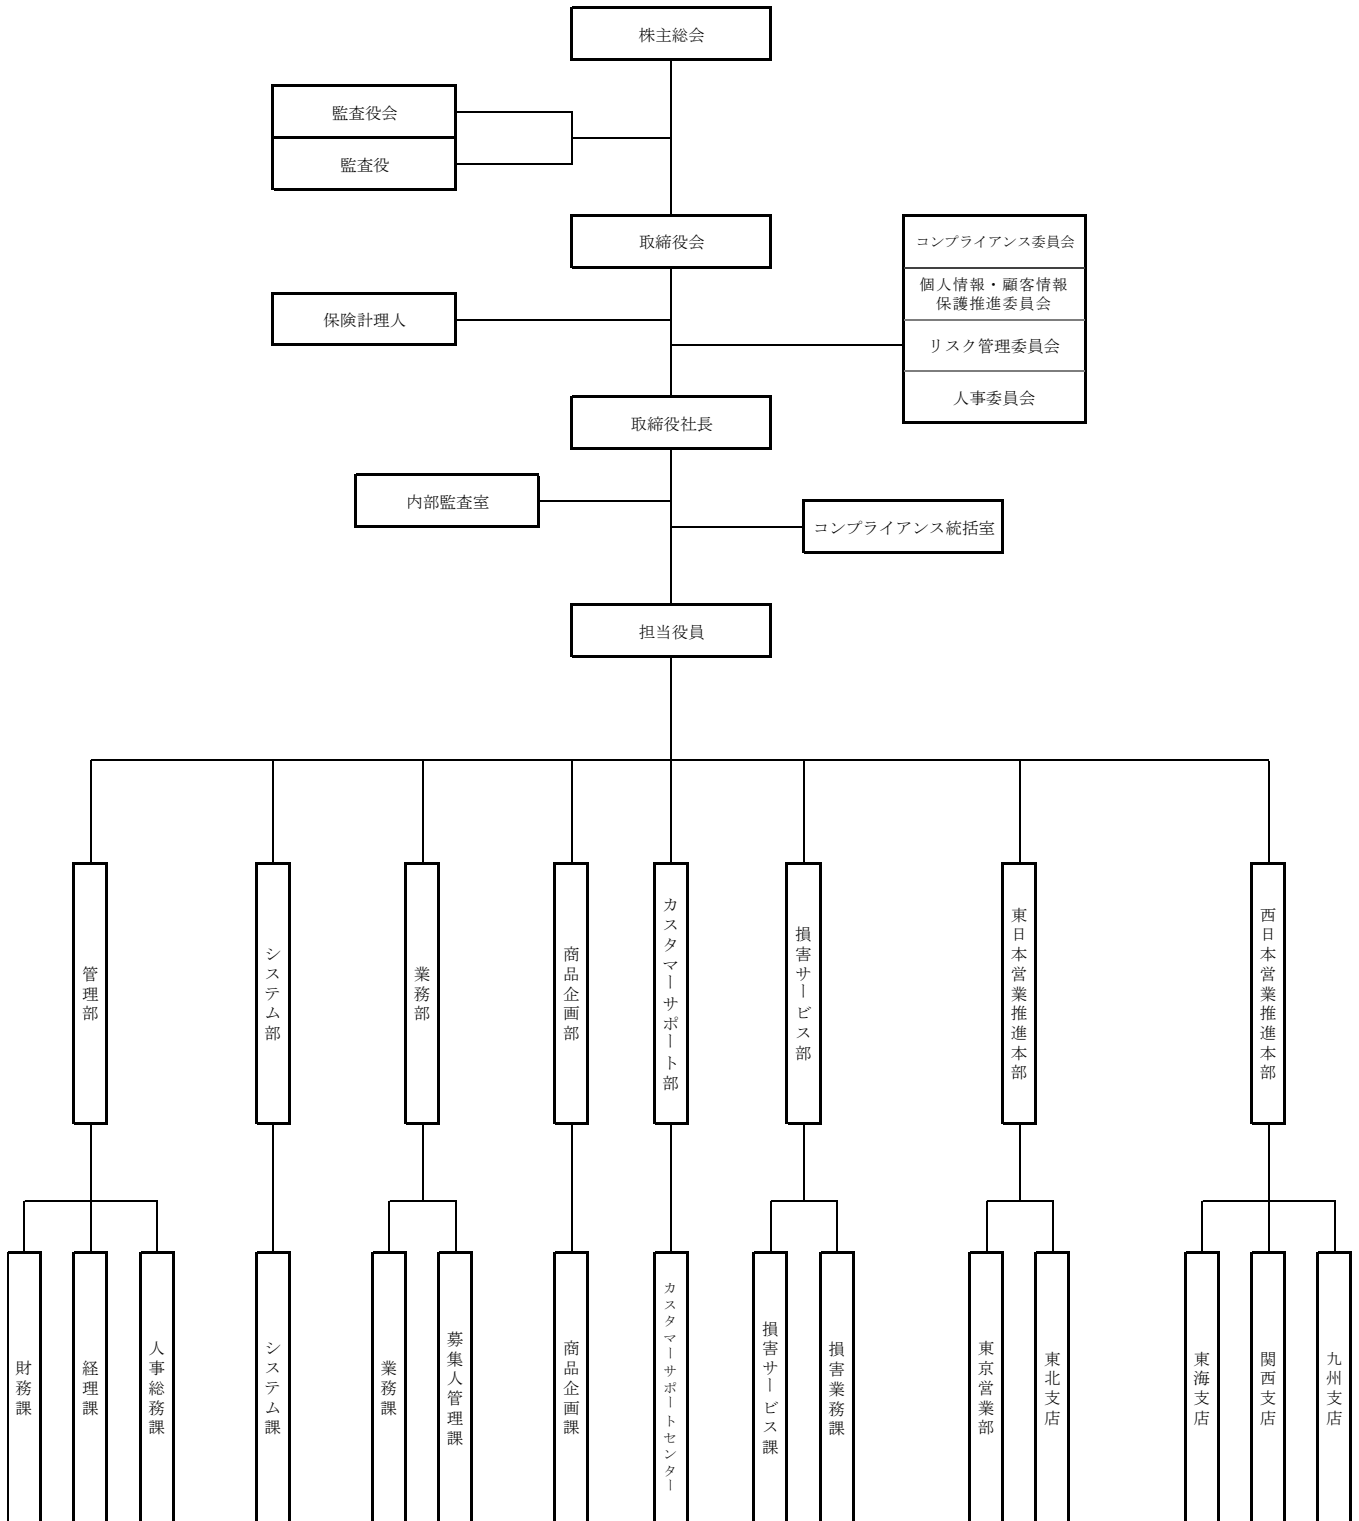 株主総会
監査役会
監査役
取締役会
コンプライアンス委員会
個人情報・顧客情報
保護推進委員会
リスク管理委員会
人事委員会
保険計理人
取締役社長
内部監査室
コンプライアンス統括室
担当役員
管理部
システム部
業務部
商品企画部
カスタマーサポート部
損害サービス部
東日本営業推進本部
西日本営業推進本部
財務課
経理課
人事総務課
システム課
業務課
募集人管理課
商品企画課
カスタマーサポートセンター
損害サービス課
損害業務課
東京営業部
東北支店
東海支店
関西支店
九州支店